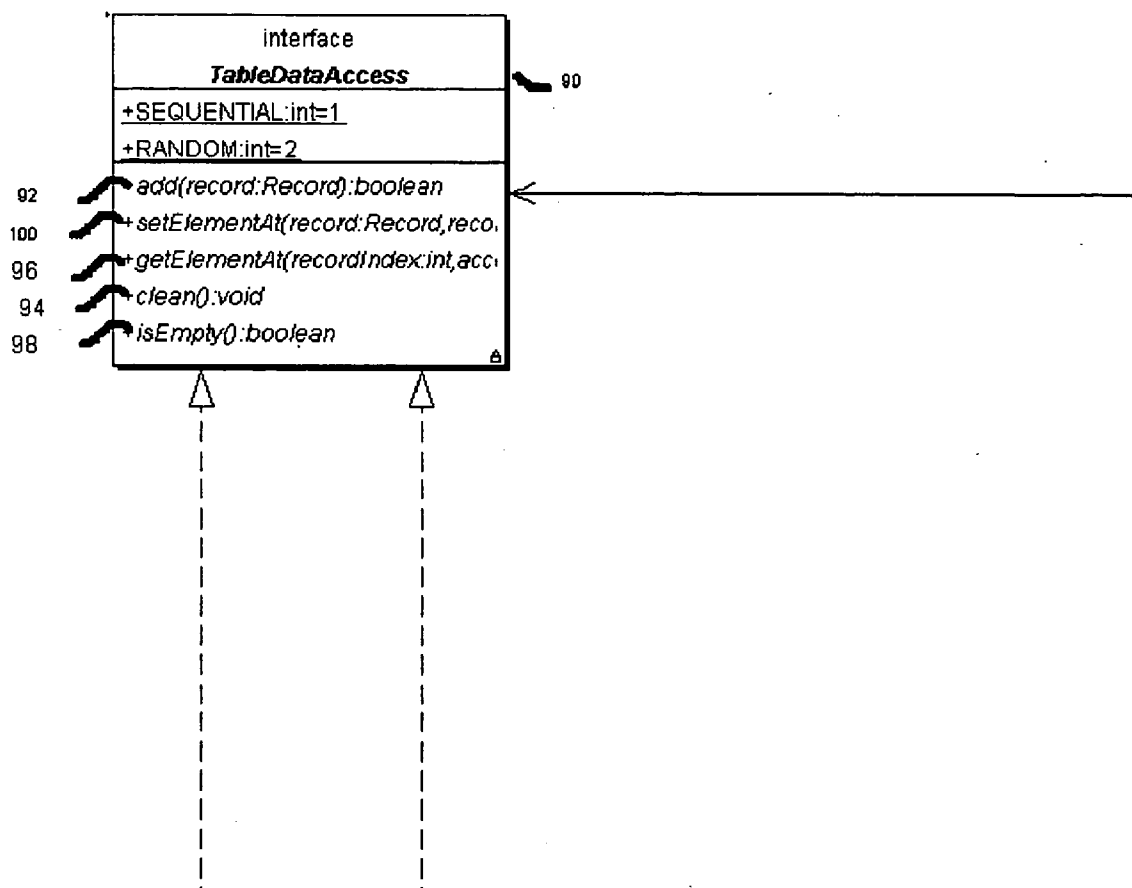 interface
TableDataAccess
90
+SEQUENTIAL:int=1
+RANDOM:int=2
92 add(record:Record):boolean
100 +setElementAt(record:Record,reco
96 +getElementAt(recordIndex:int,acc
94 +clean():void
98 +isEmpty():boolean